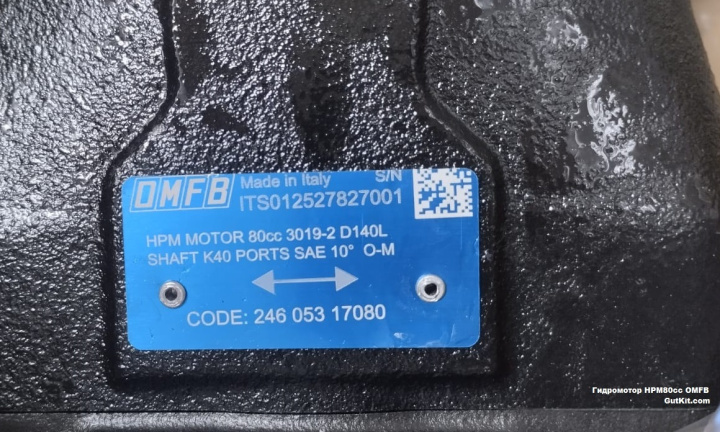 OMFB Made in Italy S/N
ITS012527827001
HPM MOTOR 80cc 3019-2 D140L
SHAFT K40 PORTS SAE 10° O-M
CODE: 246 053 17080
Гидромотор HPM80cc OMFB
GutKit.com